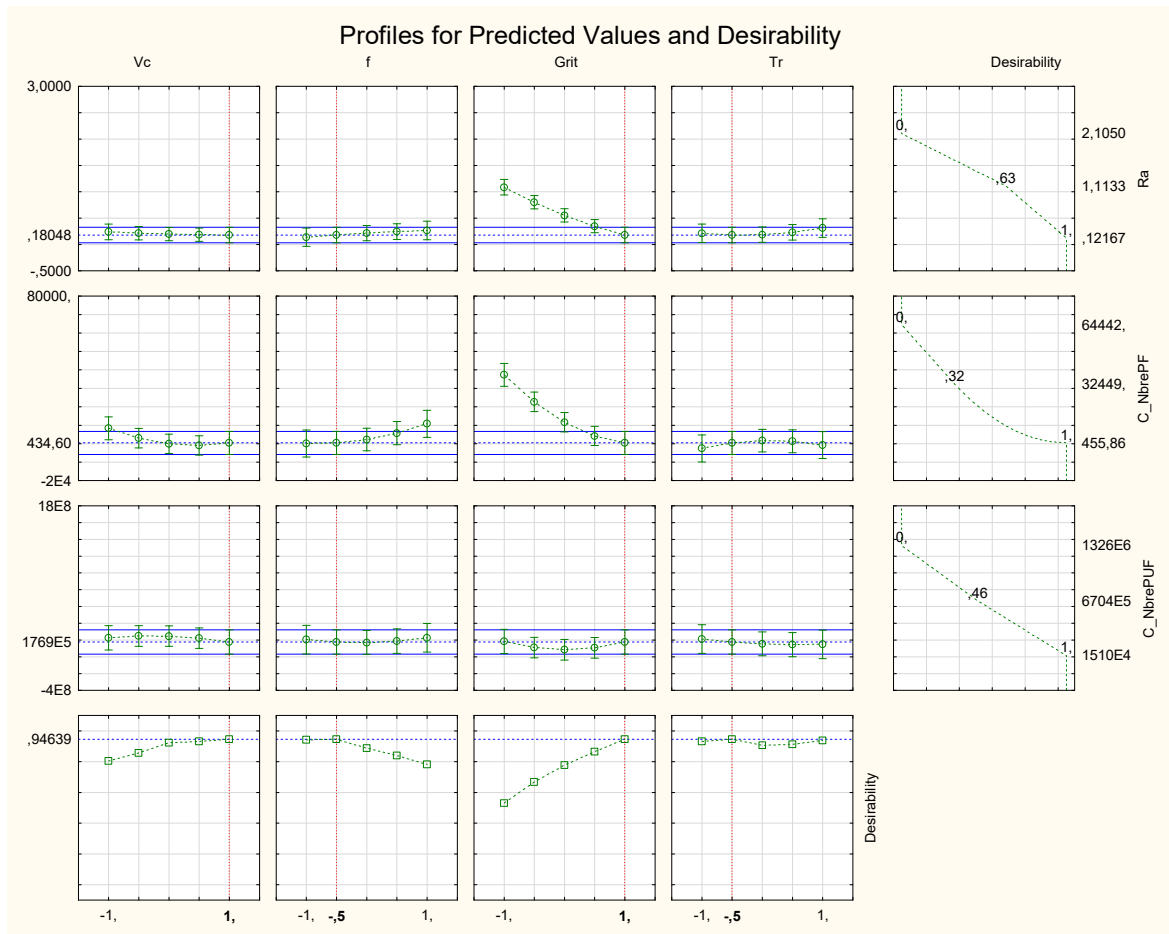 Profiles for Predicted Values and Desirability
Vc f Grit Tr Desirability
3,0000
,18048
-,5000
0,
,63
1,
2,1050
1,1133
,12167
Ra
80000,
434,60
-2E4
0,
,32
1,
64442,
32449,
455,86
C_NbrePF
18E8
1769E5
-4E8
0,
,46
1,
1326E6
6704E5
1510E4
C_NbrePUF
,94639
Desirability
-1, 1, -1, -,5 1, -1, 1, -1, -,5 1,